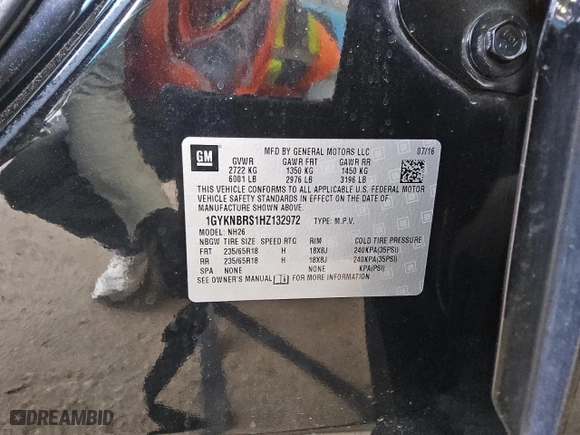 GM
MFD BY GENERAL MOTORS LLC 07/16
GVWR GAWR FRT GAWR RR
2722 KG 1350 KG 1450 KG
6001 LB 2976 LB 3196 LB
THIS VEHICLE CONFORMS TO ALL APPLICABLE U.S. FEDERAL MOTOR
VEHICLE SAFETY STANDARDS IN EFFECT ON THE DATE OF
MANUFACTURE SHOWN ABOVE.
1GYKNBRS1HZ132972 TYPE: M.P.V.
MODEL: NH26
NBGW TIRE SIZE SPEED RTG RIM COLD TIRE PRESSURE
FRT 235/65R18 H 18X8J 240KPA(35PSI)
RR 235/65R18 H 18X8J 240KPA(35PSI)
SPA NONE NONE KPA(PSI)
SEE OWNER'S MANUAL FOR MORE INFORMATION.
DREAMBID